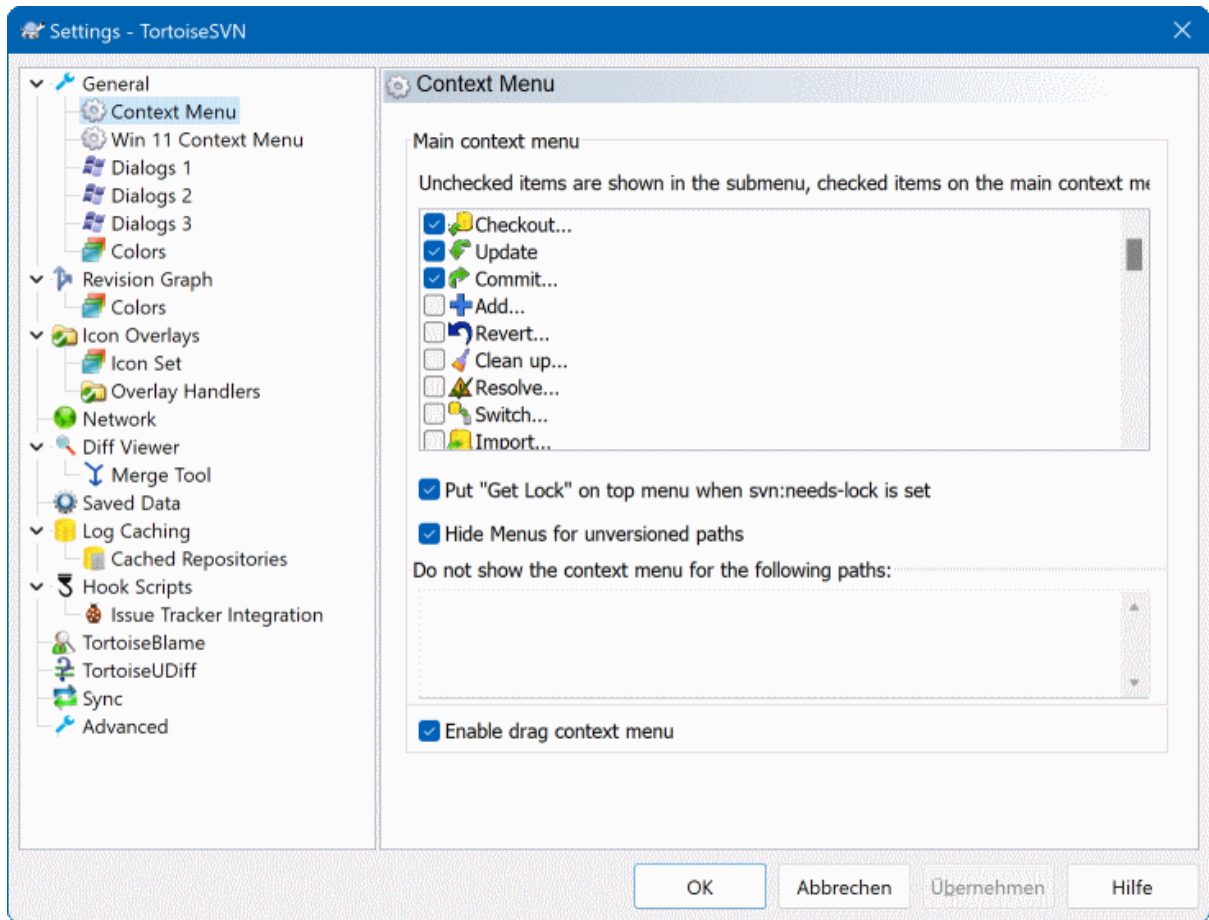 Settings - TortoiseSVN
General
Context Menu
Win 11 Context Menu
Dialogs 1
Dialogs 2
Dialogs 3
Colors
Revision Graph
Colors
Icon Overlays
Icon Set
Overlay Handlers
Network
Diff Viewer
Merge Tool
Saved Data
Log Caching
Cached Repositories
Hook Scripts
Issue Tracker Integration
TortoiseBlame
TortoiseUDiff
Sync
Advanced
Context Menu
Main context menu
Unchecked items are shown in the submenu, checked items on the main context me
Checkout...
Update
Commit...
Add...
Revert...
Clean up...
Resolve...
Switch...
Import...
Put "Get Lock" on top menu when svn:needs-lock is set
Hide Menus for unversioned paths
Do not show the context menu for the following paths:
Enable drag context menu
OK
Abbrechen
Übernehmen
Hilfe